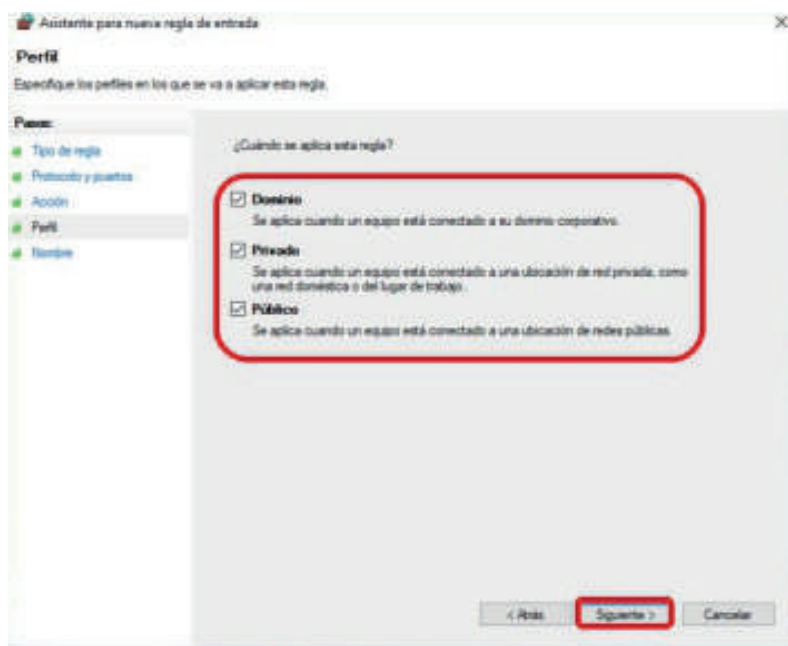 Asistente para nueva regla de entrada
Perfil
Especifique los perfiles en los que se va a aplicar esta regla.
Pasos:
Tipo de regla
Protocolo y puertos
Acción
Perfil
Nombre
¿Cuándo se aplica esta regla?
Dominio
Se aplica cuando un equipo está conectado a su dominio corporativo.
Privado
Se aplica cuando un equipo está conectado a una ubicación de red privada, como
una red doméstica o del lugar de trabajo.
Público
Se aplica cuando un equipo está conectado a una ubicación de redes públicas.
< Atrás
Siguiente >
Cancelar